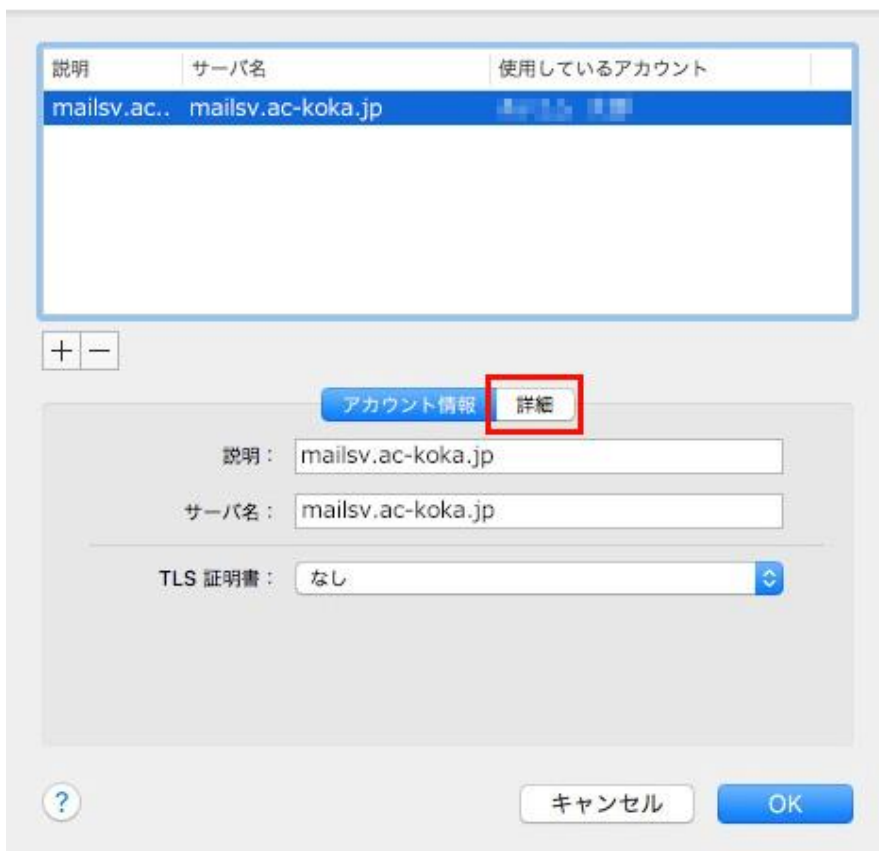 説明 サーバ名 使用しているアカウント
mailsv.ac.. mailsv.ac-koka.jp
+ −
アカウント情報 詳細
説明： mailsv.ac-koka.jp
サーバ名： mailsv.ac-koka.jp
TLS 証明書： なし
? キャンセル OK